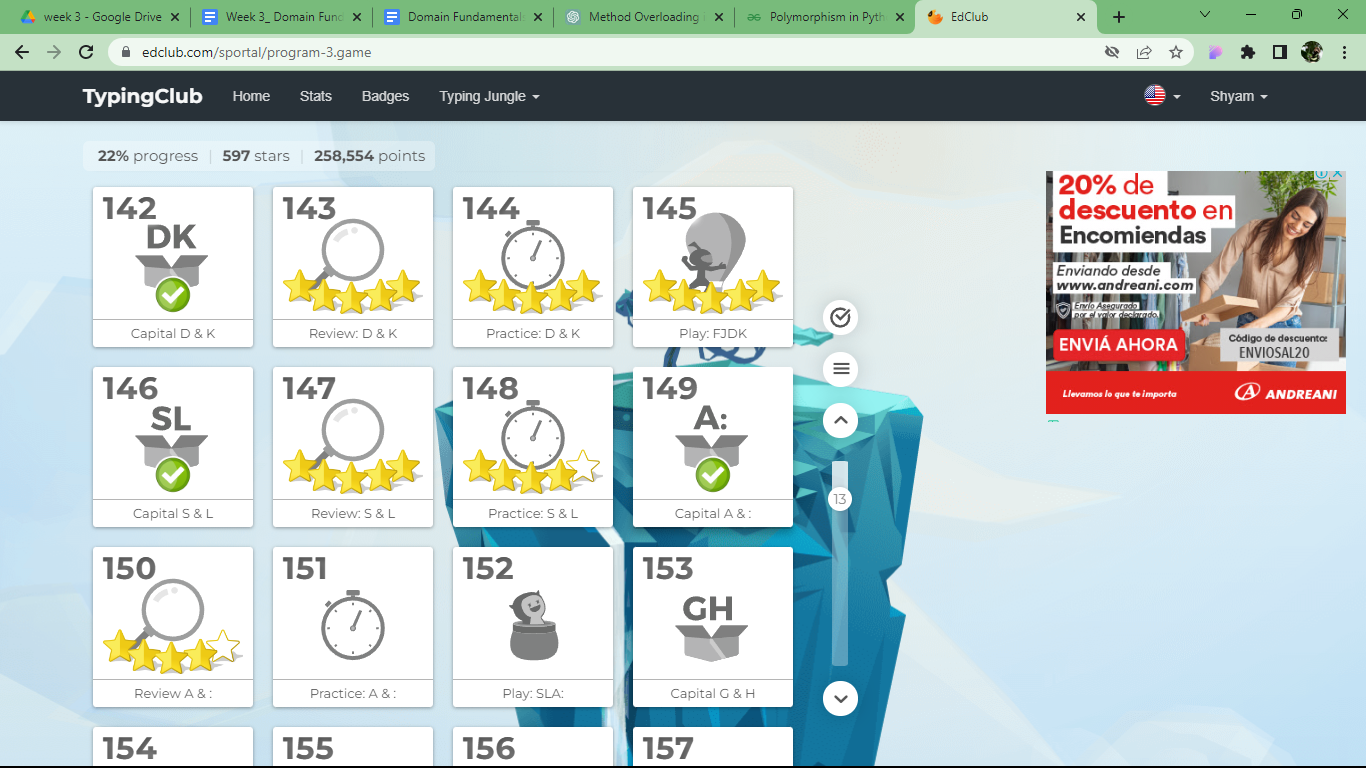 week 3 - Google Drive
Week 3_ Domain Fund
Domain Fundamentals
Method Overloading
Polymorphism in Pyth
EdClub
edclub.com/sportal/program-3.game
TypingClub Home Stats Badges Typing Jungle Shyam
22% progress 597 stars 258,554 points
142 143 144 145
DK
Capital D & K Review: D & K Practice: D & K Play: FJDK
146 147 148 149
SL A:
Capital S & L Review: S & L Practice: S & L Capital A & :
13
150 151 152 153
GH
Review A & : Practice: A & : Play: SLA: Capital G & H
154 155 156 157
20% de
descuento en
Encomiendas
Enviando desde
www.andreani.com
Envío Asegurado
por el valor declarado.
ENVIÁ AHORA
Código de descuento:
ENVIOSAL20
Llevamos lo que te importa
ANDREANI